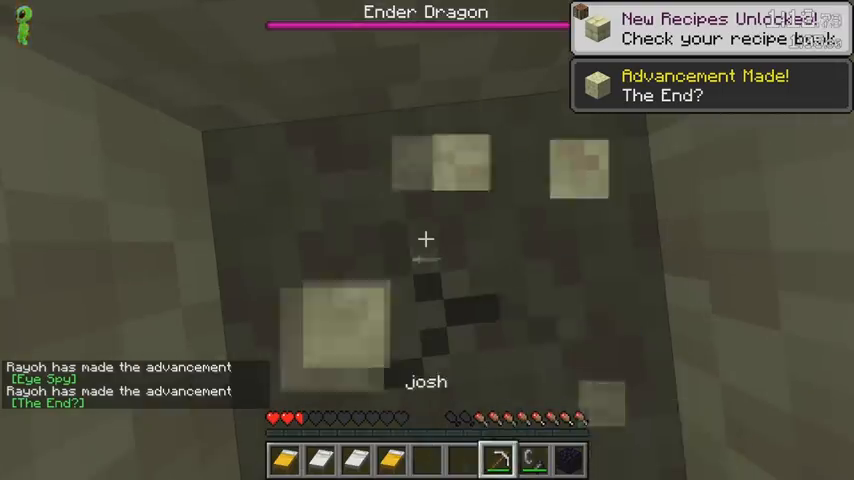 Ender Dragon
New Recipes Unlocked!
Check your recipe book
Advancement Made!
The End?
Rayoh has made the advancement
[Eye Spy]
Rayoh has made the advancement
[The End?]
josh